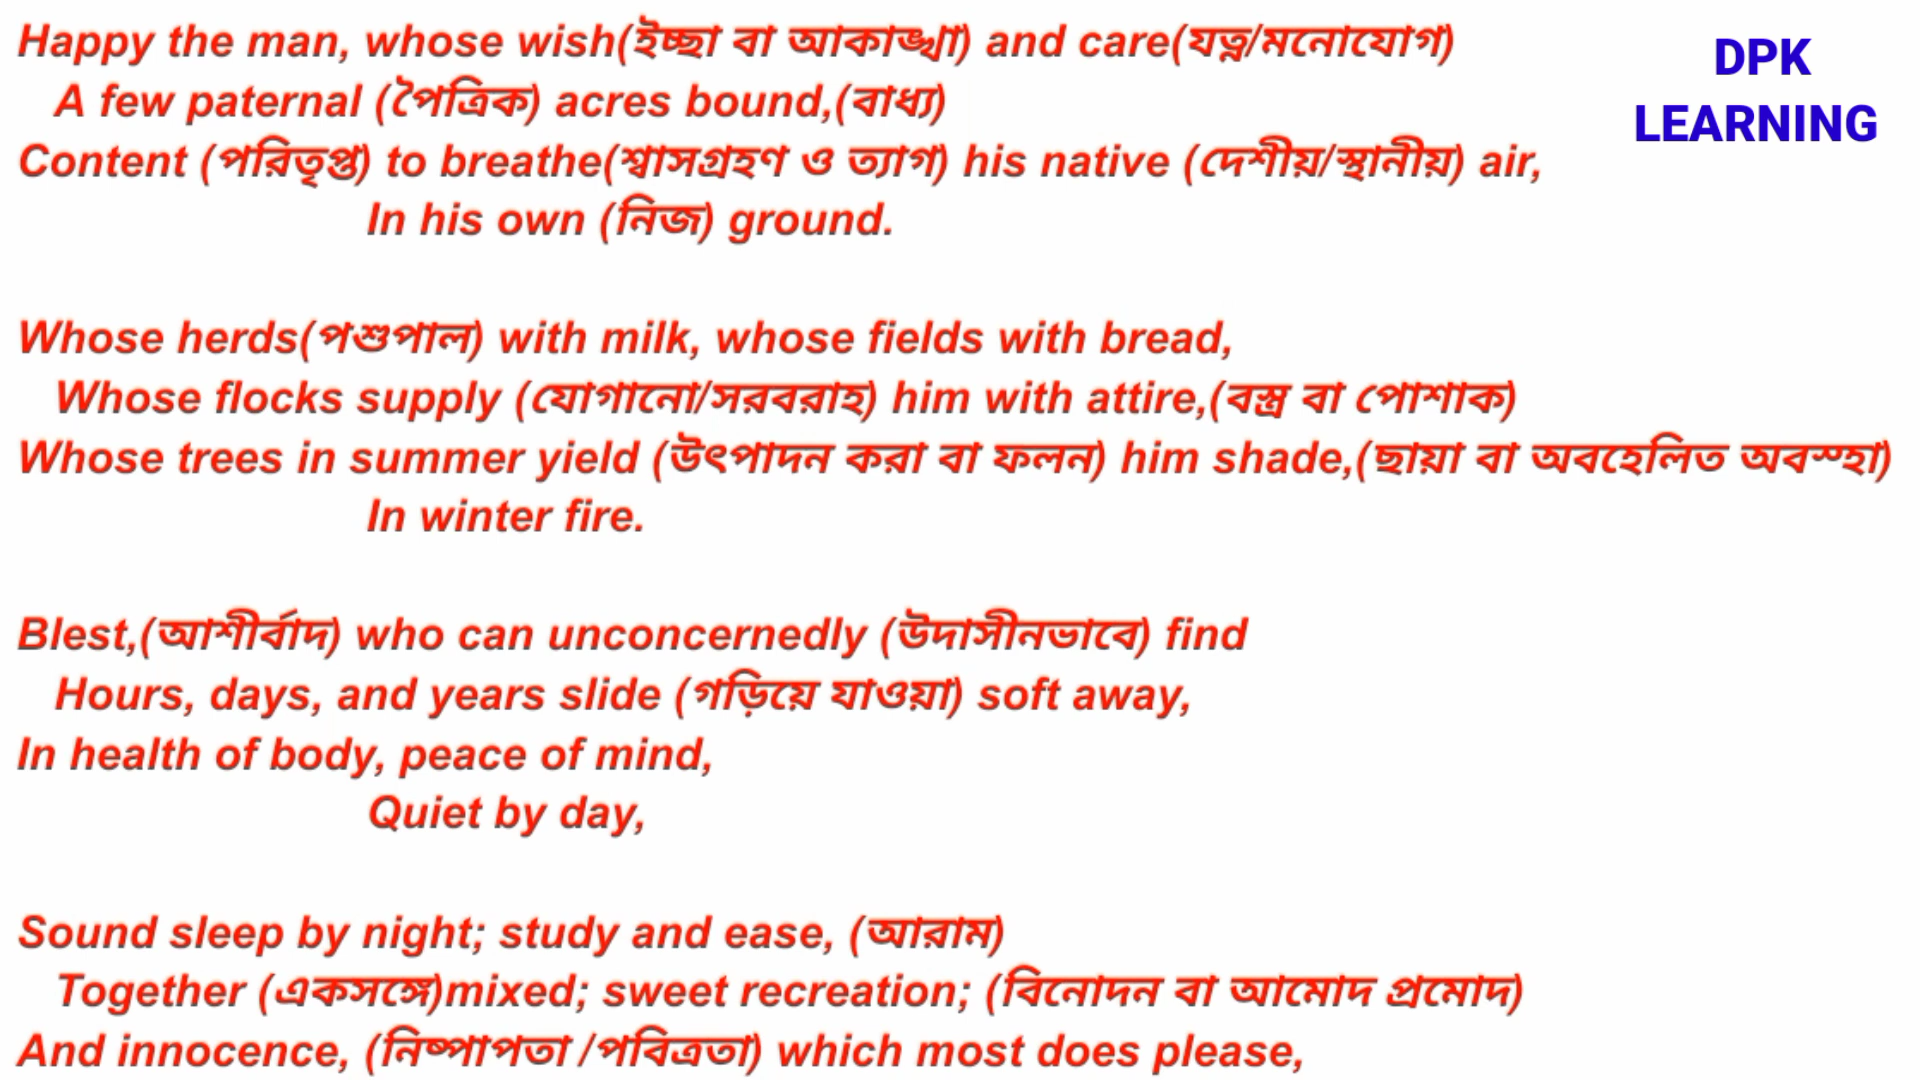 Happy the man, whose wish(ইচ্ছা বা আকাঙ্খা) and care(যত্ন/মনোযোগ)
A few paternal (পৈত্রিক) acres bound,(বাধ্য)
Content (পরিতৃপ্ত) to breathe(শ্বাসগ্রহণ ও ত্যাগ) his native (দেশীয়/স্থানীয়) air,
In his own (নিজ) ground.
DPK
LEARNING
Whose herds(পশুপাল) with milk, whose fields with bread,
Whose flocks supply (যোগানো/সরবরাহ) him with attire,(বস্ত্র বা পোশাক)
Whose trees in summer yield (উৎপাদন করা বা ফলন) him shade,(ছায়া বা অবহেলিত অবস্হা)
In winter fire.
Blest,(আশীর্বাদ) who can unconcernedly (উদাসীনভাবে) find
Hours, days, and years slide (গড়িয়ে যাওয়া) soft away,
In health of body, peace of mind,
Quiet by day,
Sound sleep by night; study and ease, (আরাম)
Together (একসঙ্গে)mixed; sweet recreation; (বিনোদন বা আমোদ প্রমোদ)
And innocence, (নিষ্পাপতা /পবিত্রতা) which most does please,